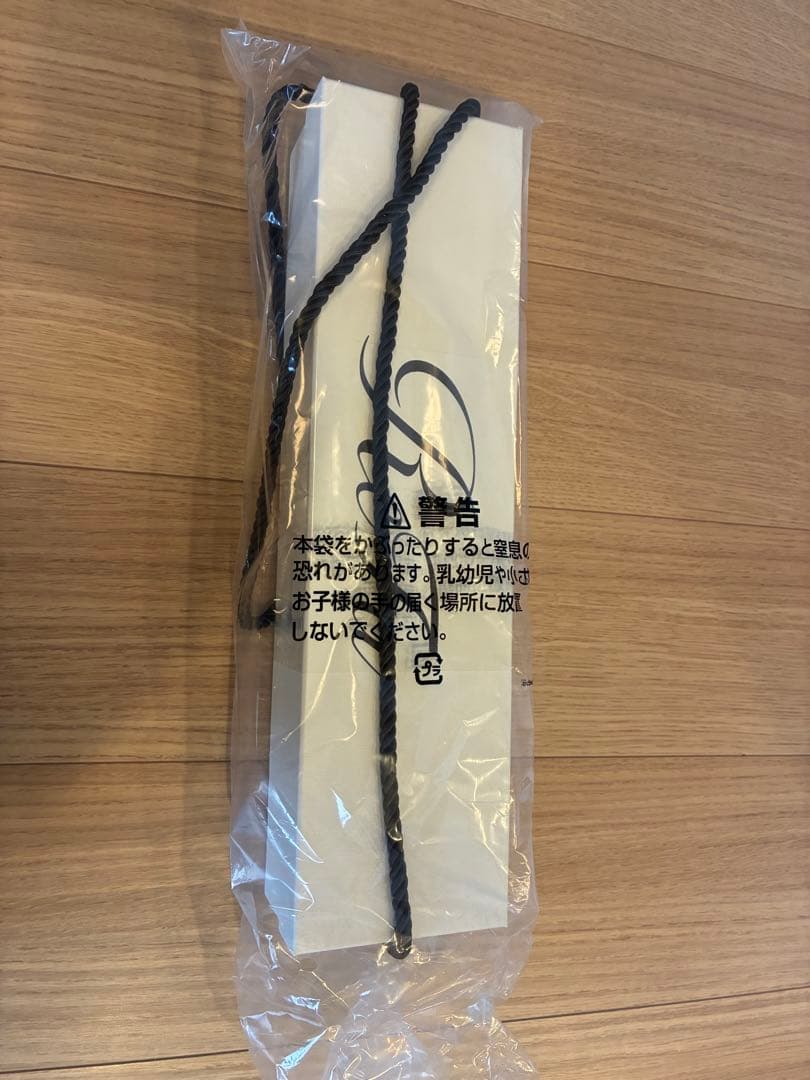 警告
本袋をかぶったりすると窒息の
恐れがあります。乳幼児や小さな
お子様の手の届く場所に放置
しないでください。
プラ